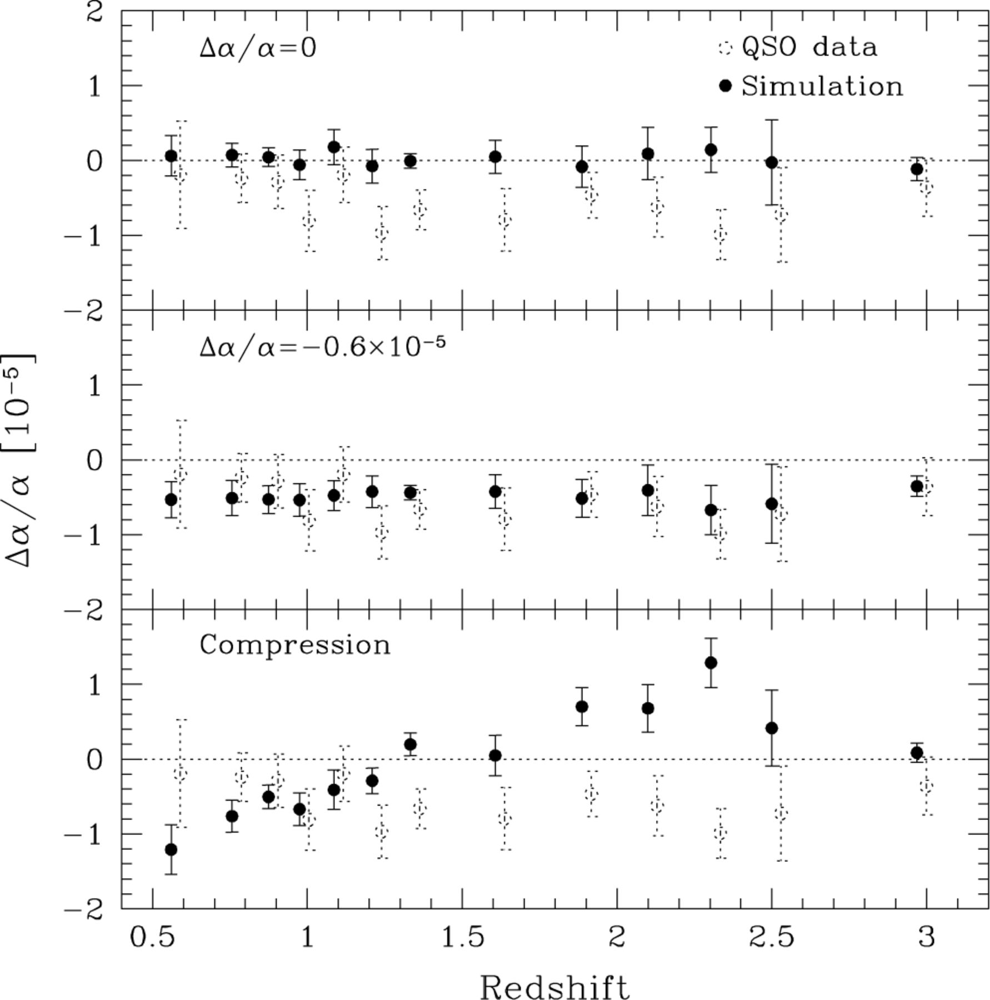 2
Δα/α=0
QSO data
1
Simulation
0
−1
−2
Δα/α=−0.6×10⁻⁵
1
0
−1
−2
Compression
1
0
−1
−2
Δα/α [10⁻⁵]
0.5 1 1.5 2 2.5 3
Redshift